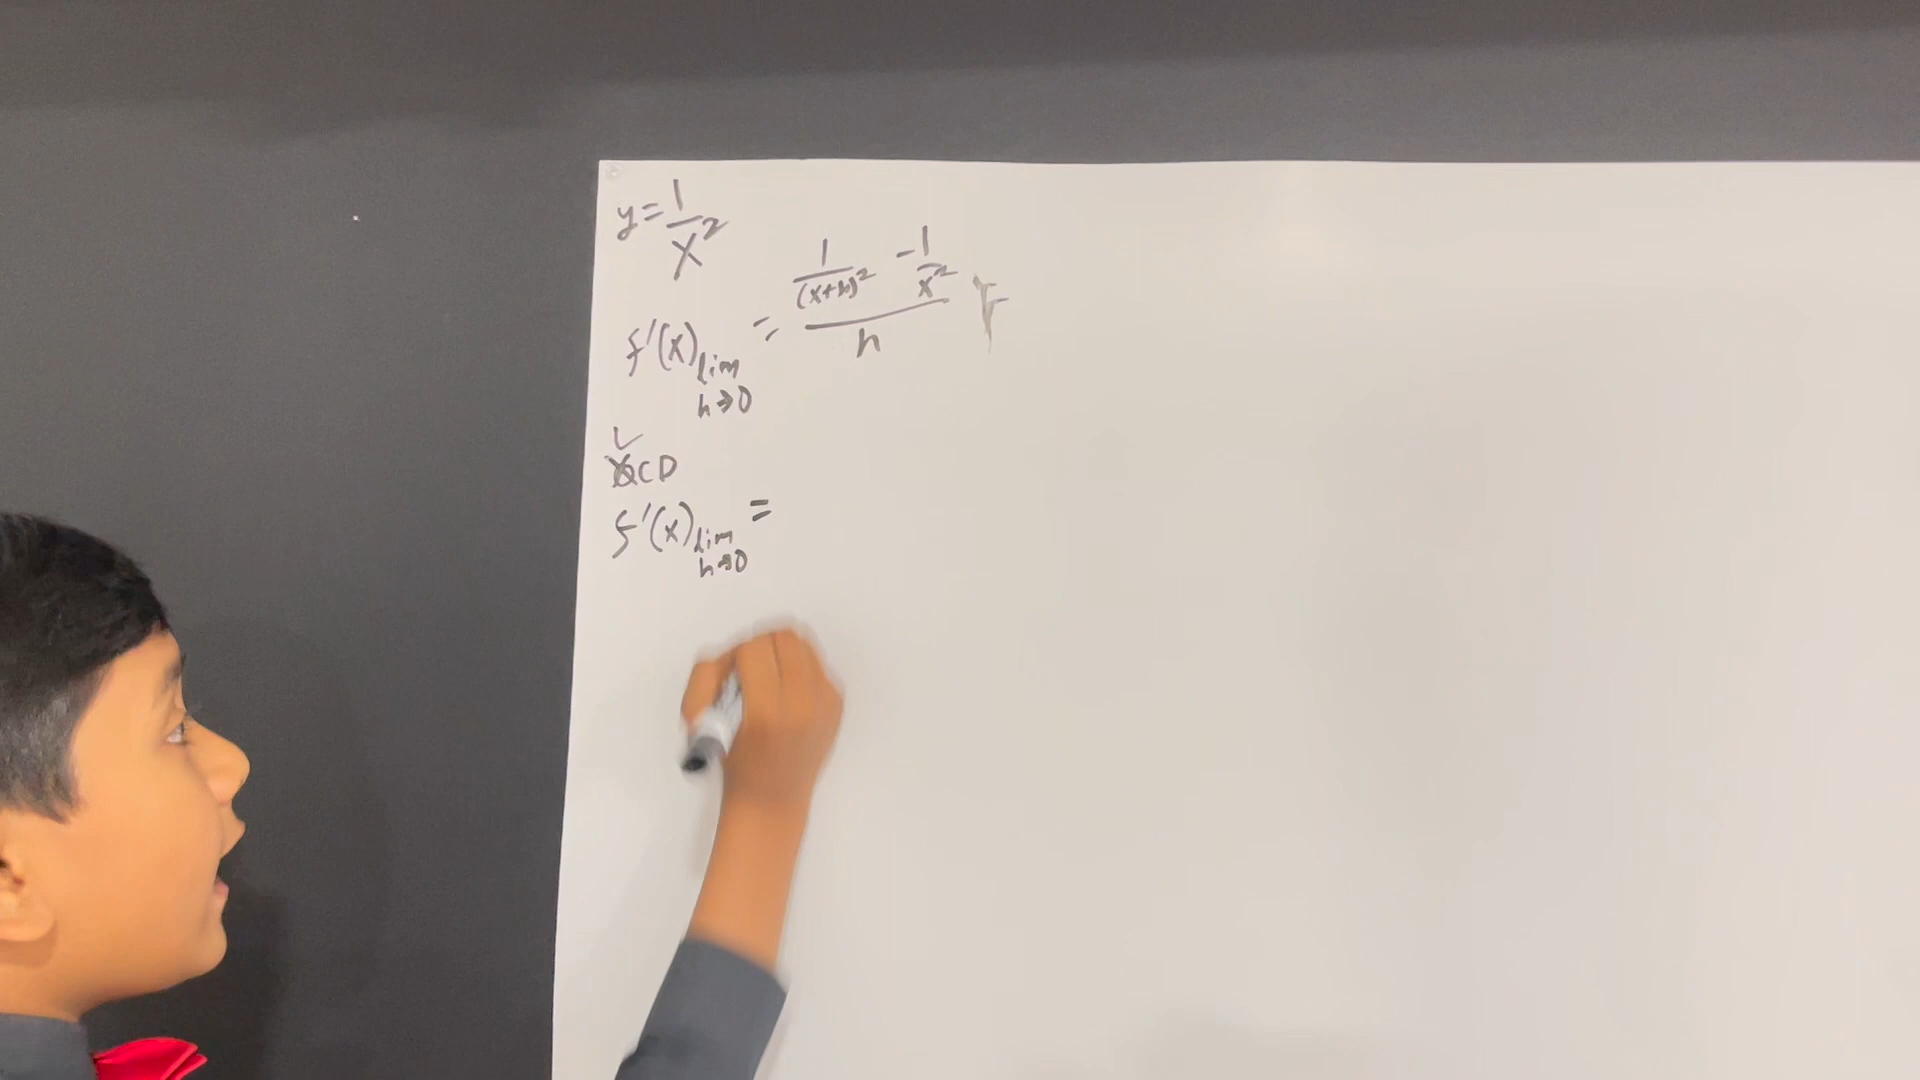 y = 1/x²
f'(x) lim h→0 = (1/(x+h)² - 1/x²)/h
LCD
f'(x) lim h→0 =